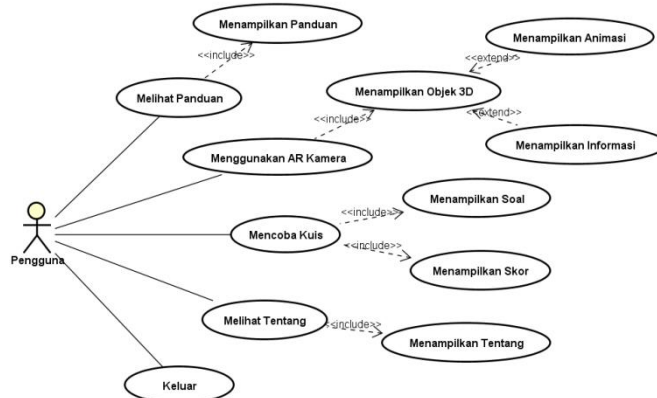 Menampilkan Panduan
<<include>>
Melihat Panduan
Menampilkan Animasi
<<extend>>
Menampilkan Objek 3D
<<include>>
<<extend>>
Menggunakan AR Kamera
Menampilkan Informasi
Menampilkan Soal
<<include>>
Mencoba Kuis
<<include>>
Menampilkan Skor
Pengguna
Melihat Tentang
<<include>>
Menampilkan Tentang
Keluar